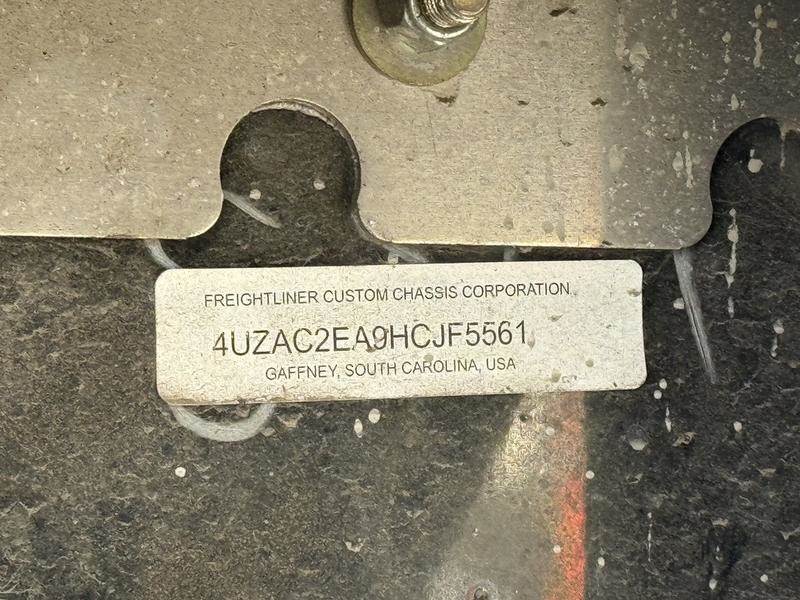 FREIGHTLINER CUSTOM CHASSIS CORPORATION
4UZAC2EA9HCJF5561
GAFFNEY, SOUTH CAROLINA, USA